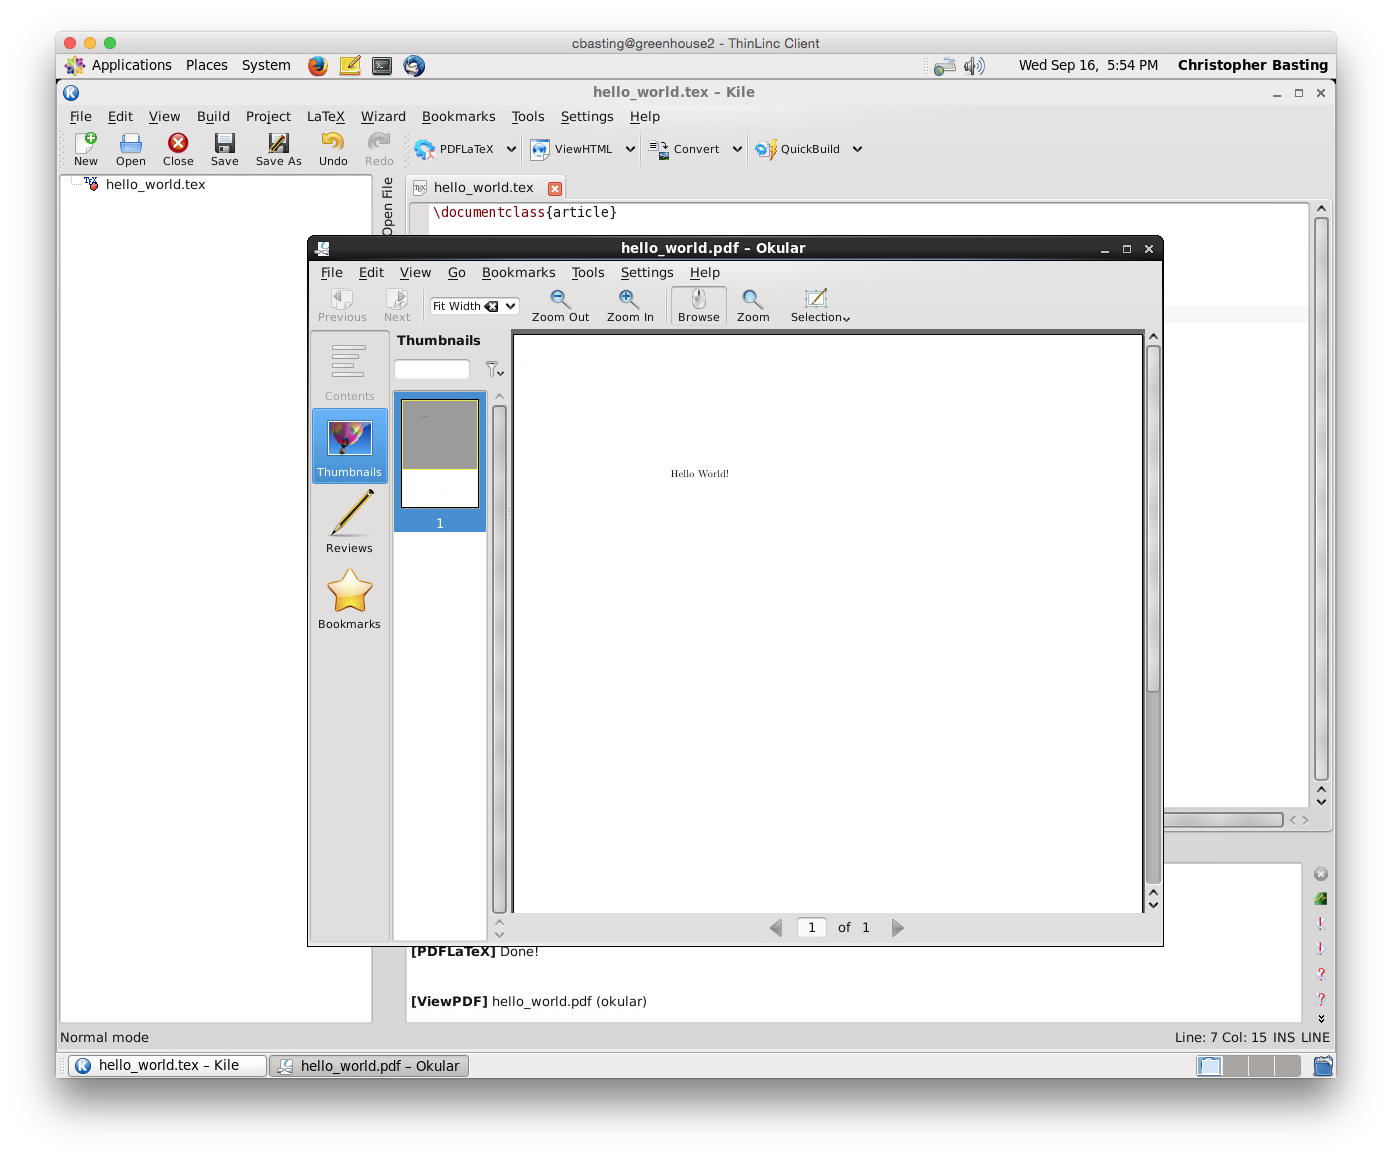 cbasting@greenhouse2 - ThinLinc Client
Applications Places System Wed Sep 16, 5:54 PM Christopher Basting
hello_world.tex – Kile
File Edit View Build Project LaTeX Wizard Bookmarks Tools Settings Help
New Open Close Save Save As Undo Redo PDFLaTeX ViewHTML Convert QuickBuild
hello_world.tex
Open File
hello_world.tex
\documentclass{article}
hello_world.pdf – Okular
File Edit View Go Bookmarks Tools Settings Help
Previous Next Fit Width Zoom Out Zoom In Browse Zoom Selection
Contents
Thumbnails
Reviews
Bookmarks
Thumbnails
1
Hello World!
1 of 1
[PDFLaTeX] Done!
[ViewPDF] hello_world.pdf (okular)
Normal mode Line: 7 Col: 15 INS LINE
hello_world.tex – Kile hello_world.pdf – Okular